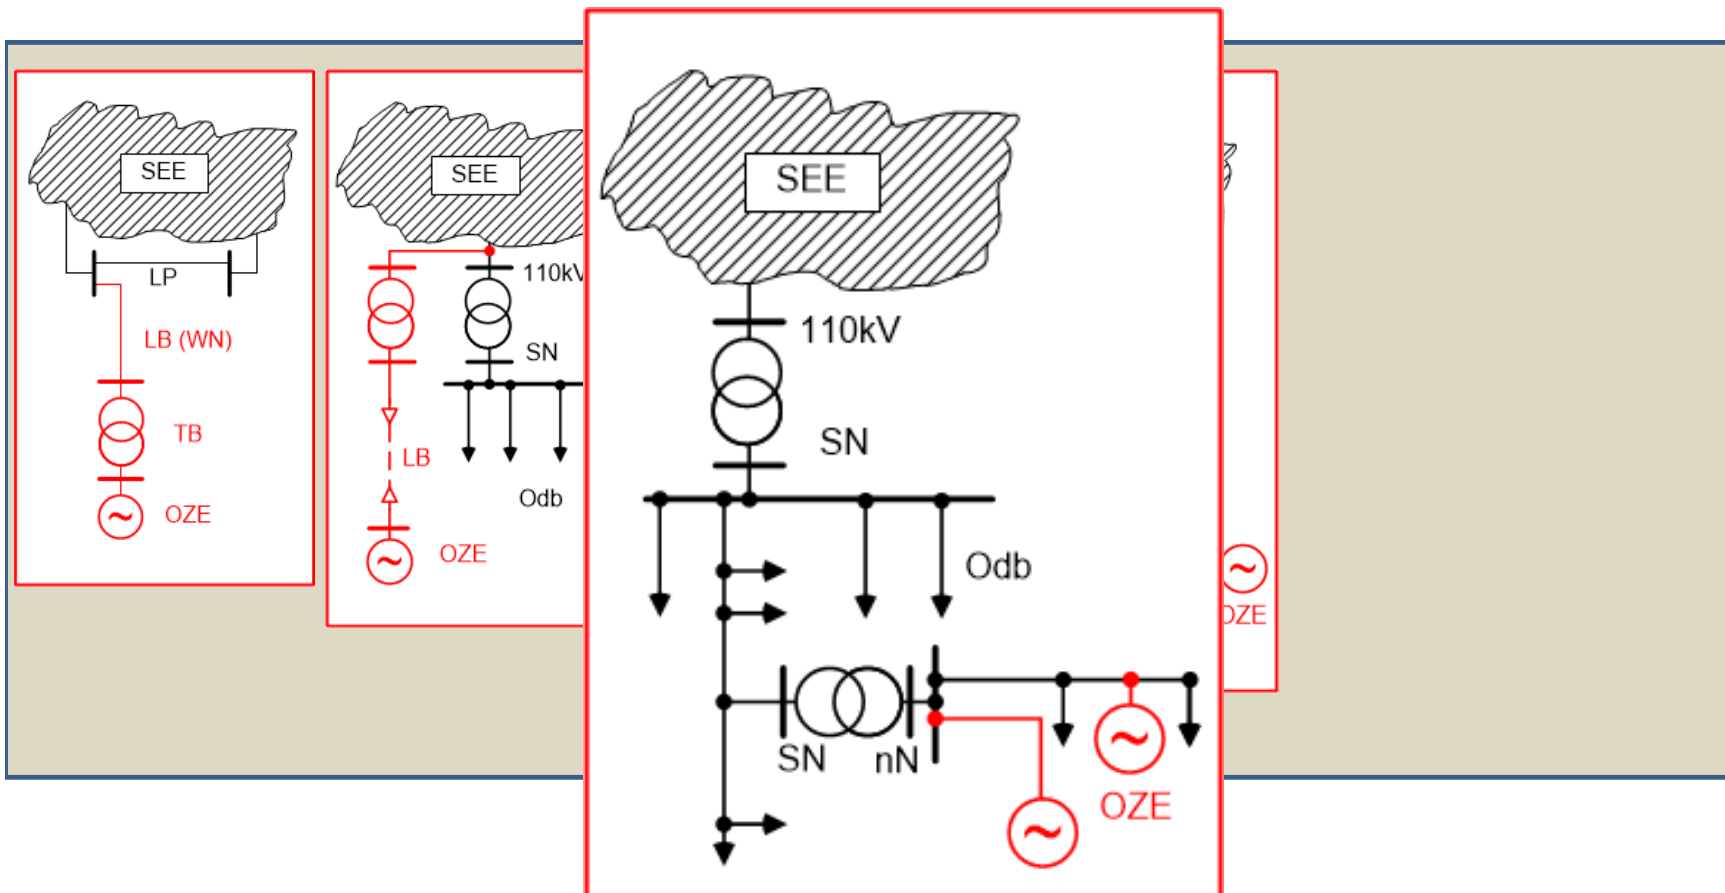 SEE
LP
LB (WN)
TB
OZE
SEE
110kV
SN
LB
Odb
OZE
SEE
110kV
SN
Odb
SN
nN
OZE
OZE